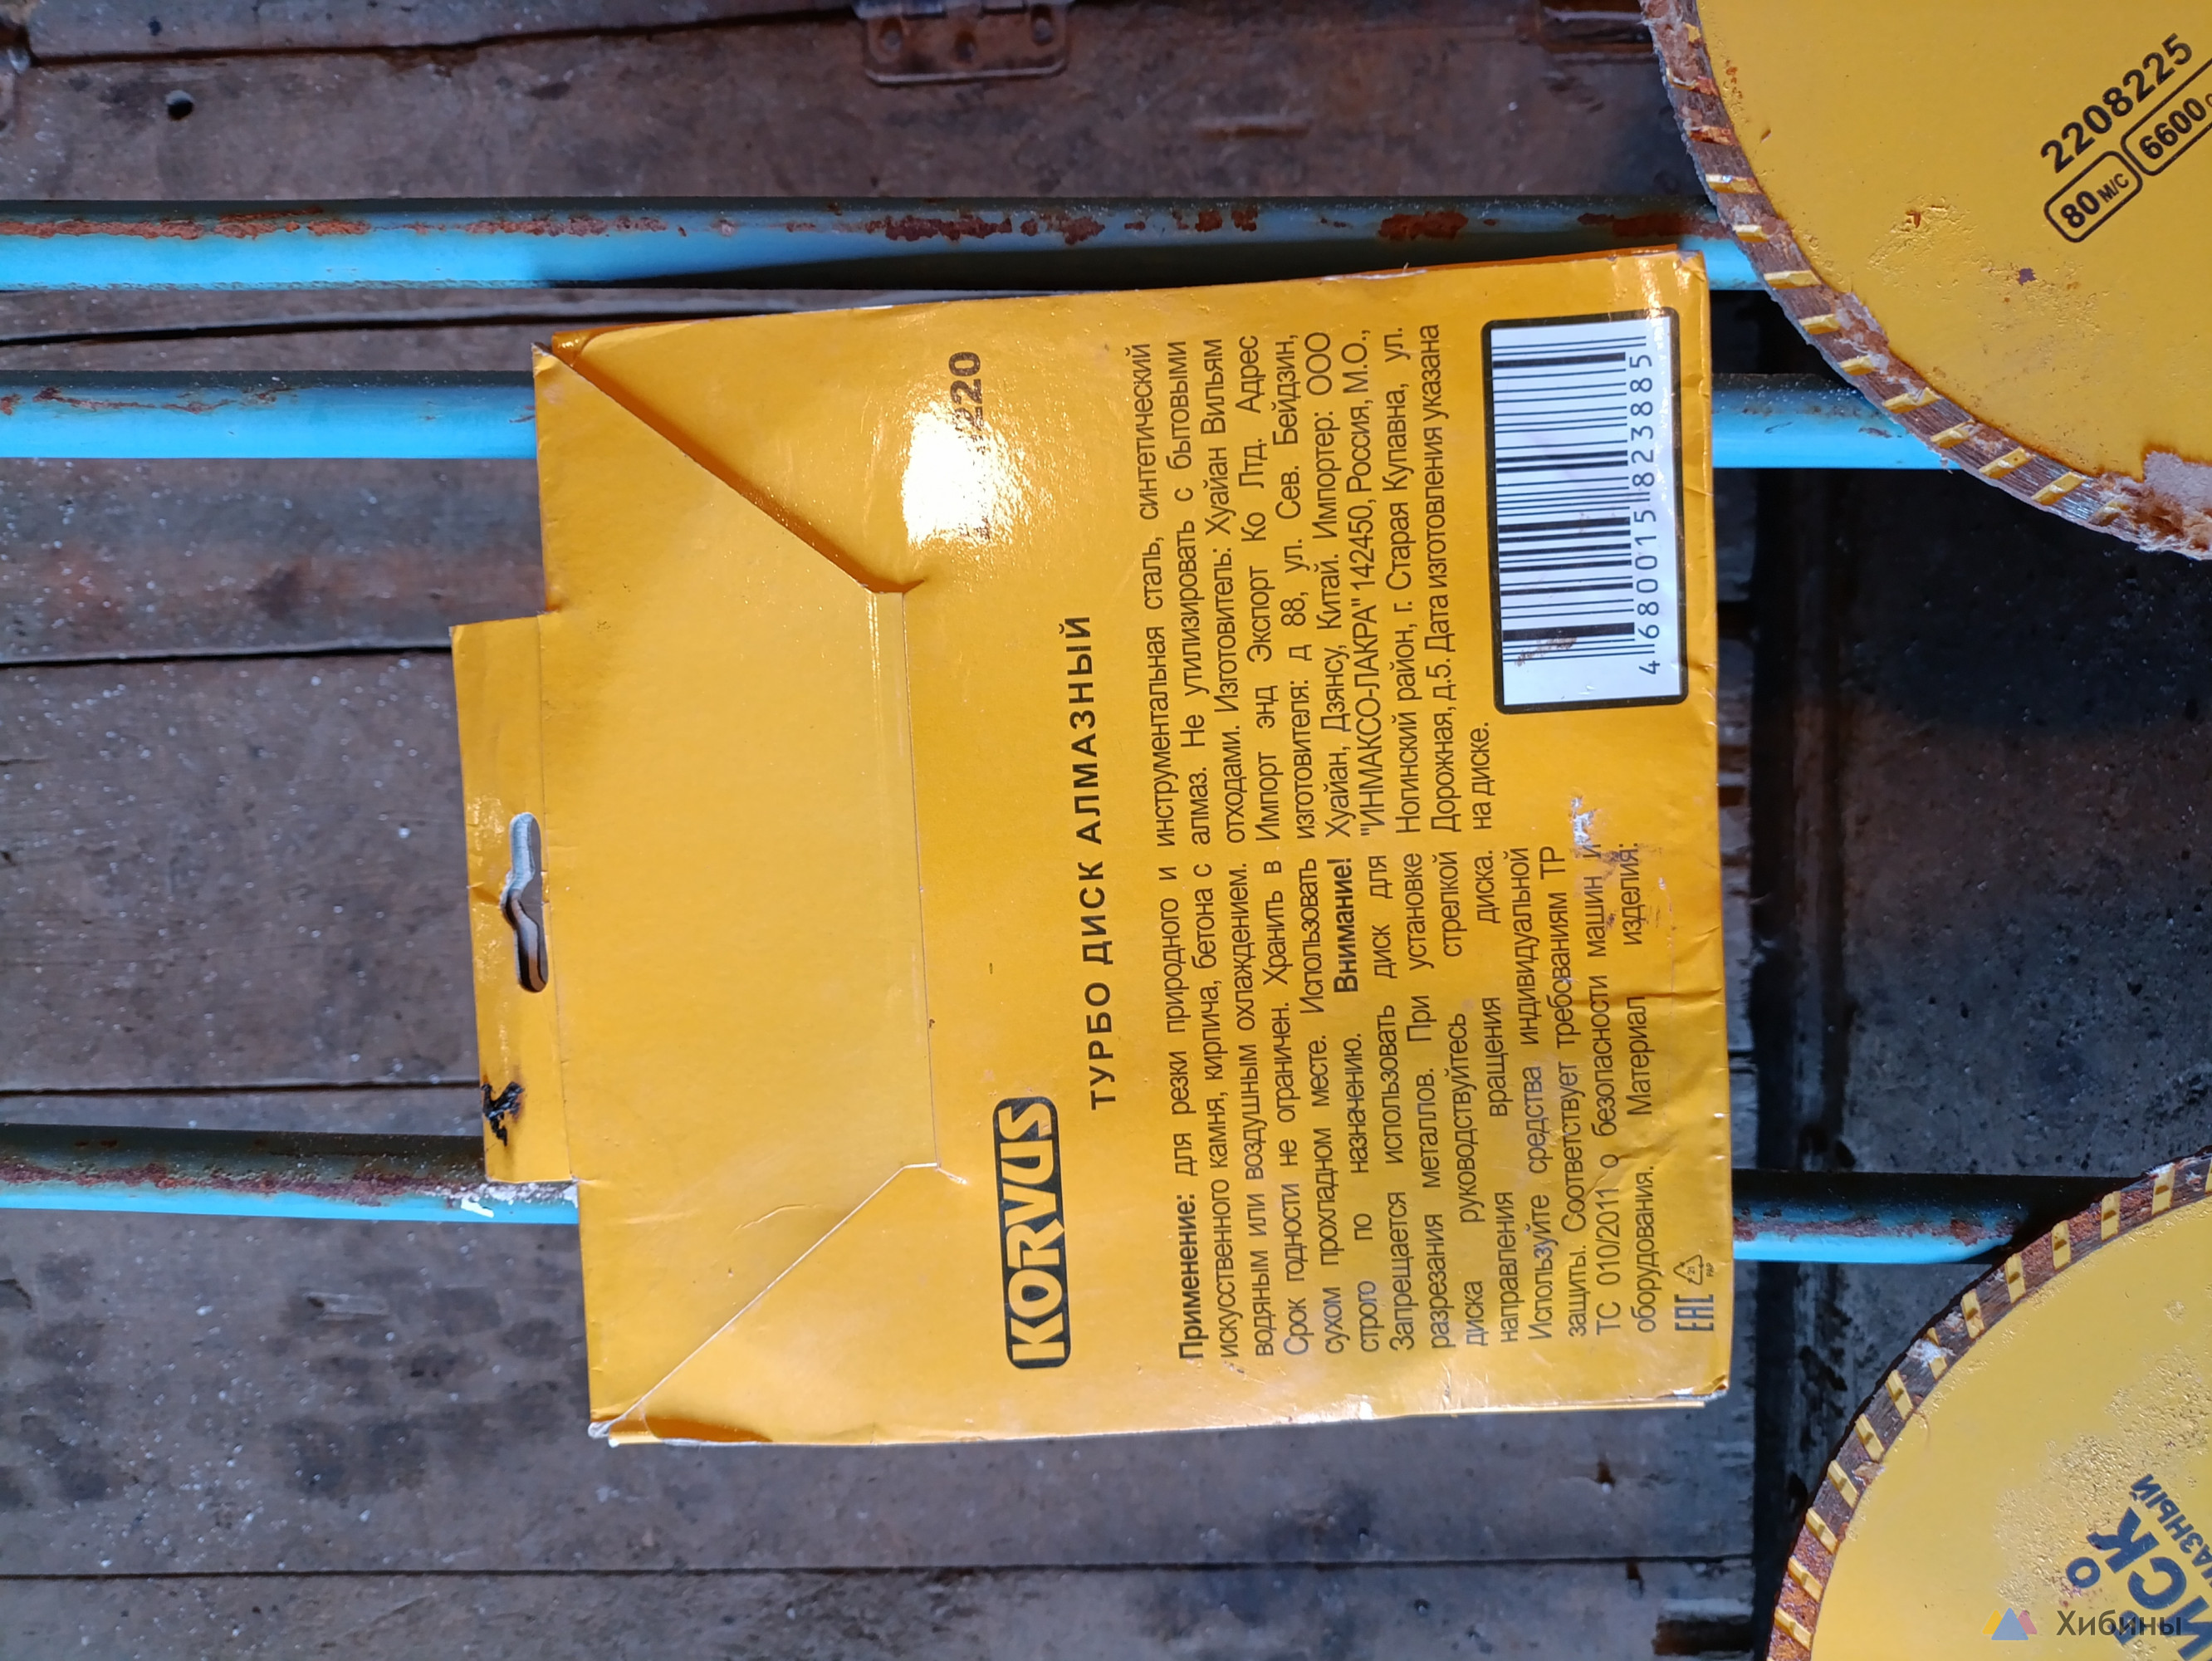 220
KORVUS
ТУРБО ДИСК АЛМАЗНЫЙ
Применение: для резки природного и
искусственного камня, кирпича, бетона с
водяным или воздушным охлаждением.
Срок годности не ограничен. Хранить в
сухом прохладном месте. Использовать
строго по назначению. Внимание!
Запрещается использовать диск для
разрезания металлов. При установке
диска руководствуйтесь стрелкой
направления вращения диска.
Используйте средства индивидуальной
защиты. Соответствует требованиям ТР
ТС 010/2011 о безопасности машин и
оборудования. Материал изделия:
инструментальная сталь, синтетический
алмаз. Не утилизировать с бытовыми
отходами. Изготовитель: Хуайан Вильям
Импорт энд Экспорт Ко Лтд. Адрес
изготовителя: д 88, ул. Сев. Бейдзин,
Хуайан, Дзянсу, Китай. Импортер: ООО
"ИНМАКСО-ЛАКРА" 142450, Россия, М.О.,
Ногинский район, г. Старая Купавна, ул.
Дорожная, д.5. Дата изготовления указана
на диске.
EAC
21
PAP
4 680015 823885
2208225
80 М/С
6600
Хибины